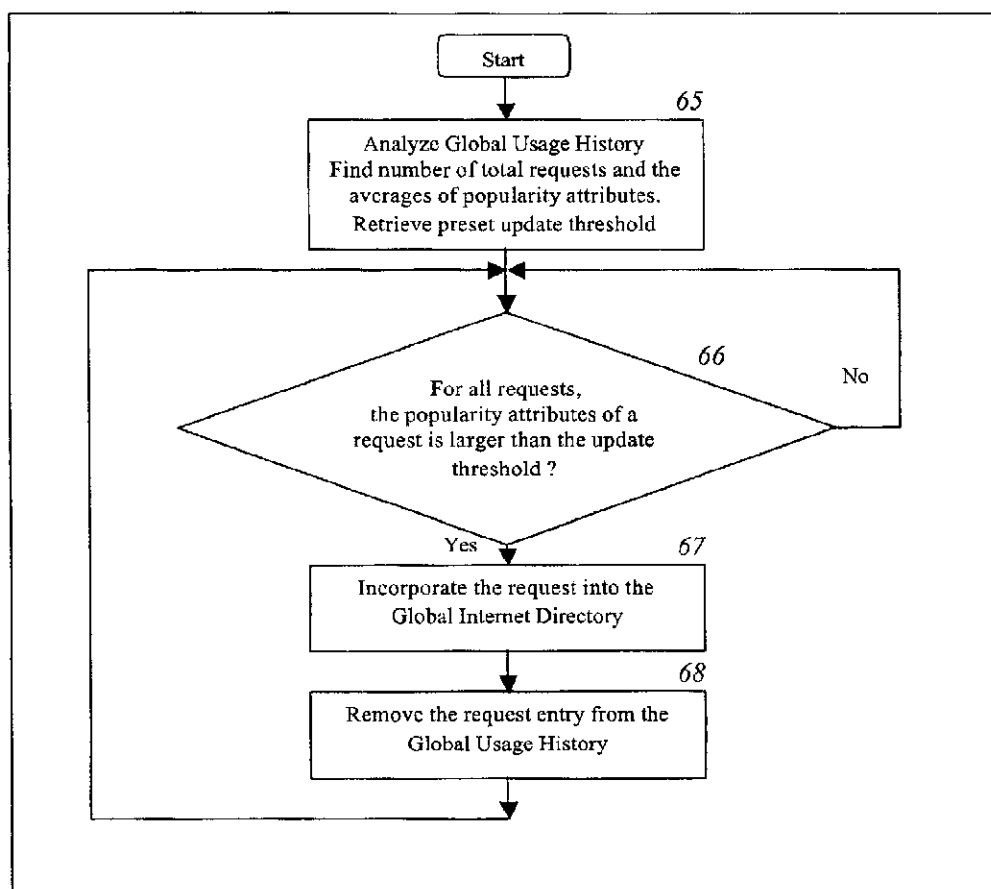 Start
65
Analyze Global Usage History
Find number of total requests and the
averages of popularity attributes.
Retrieve preset update threshold
66
No
For all requests,
the popularity attributes of a
request is larger than the update
threshold ?
Yes
67
Incorporate the request into the
Global Internet Directory
68
Remove the request entry from the
Global Usage History